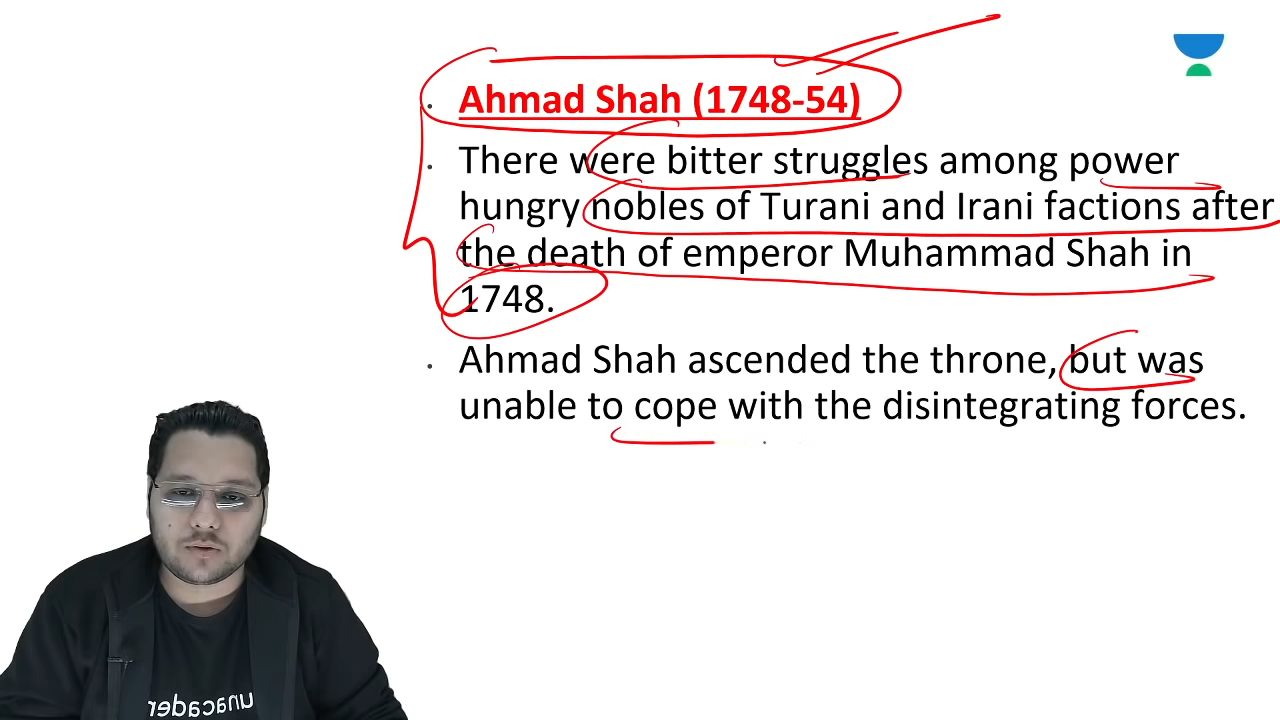 Ahmad Shah (1748-54)
There were bitter struggles among power
hungry nobles of Turani and Irani factions after
the death of emperor Muhammad Shah in
1748.
Ahmad Shah ascended the throne, but was
unable to cope with the disintegrating forces.
unacader